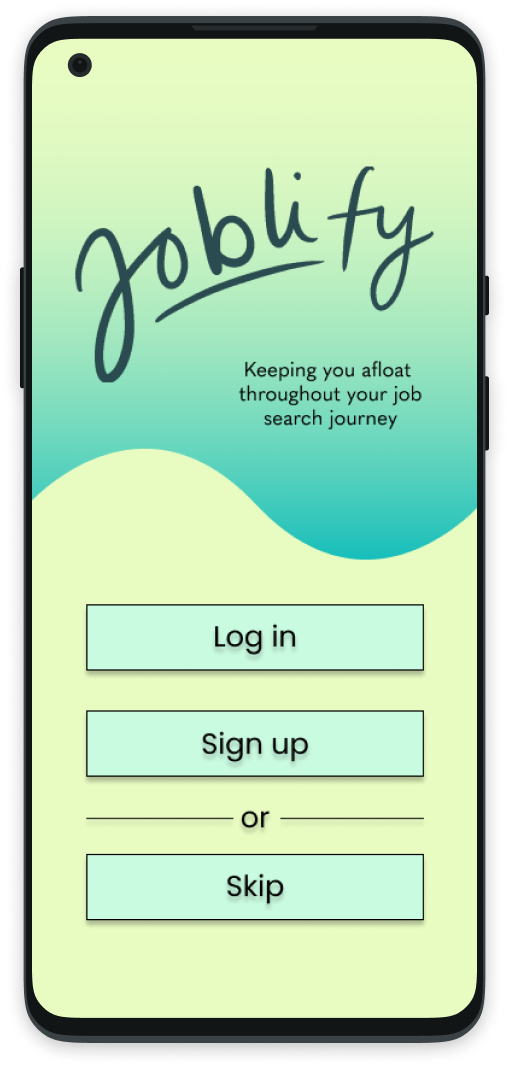 Joblify
Keeping you afloat
throughout your job
search journey
Log in
Sign up
or
Skip